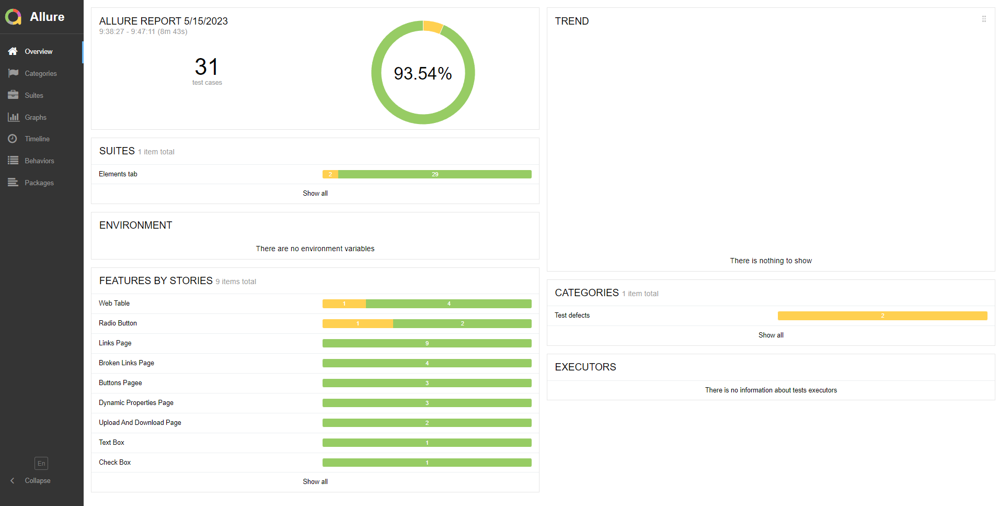 Allure
Overview
Categories
Suites
Graphs
Timeline
Behaviors
Packages
En
Collapse
ALLURE REPORT 5/15/2023
9:38:27 - 9:47:11 (8m 43s)
31
test cases
93.54%
SUITES 1 item total
Elements tab 2 29
Show all
ENVIRONMENT
There are no environment variables
FEATURES BY STORIES 9 items total
Web Table 1 4
Radio Button 1 2
Links Page 9
Broken Links Page 4
Buttons Pagee 3
Dynamic Properties Page 3
Upload And Download Page 2
Text Box 1
Check Box 1
Show all
TREND
There is nothing to show
CATEGORIES 1 item total
Test defects 2
Show all
EXECUTORS
There is no information about tests executors